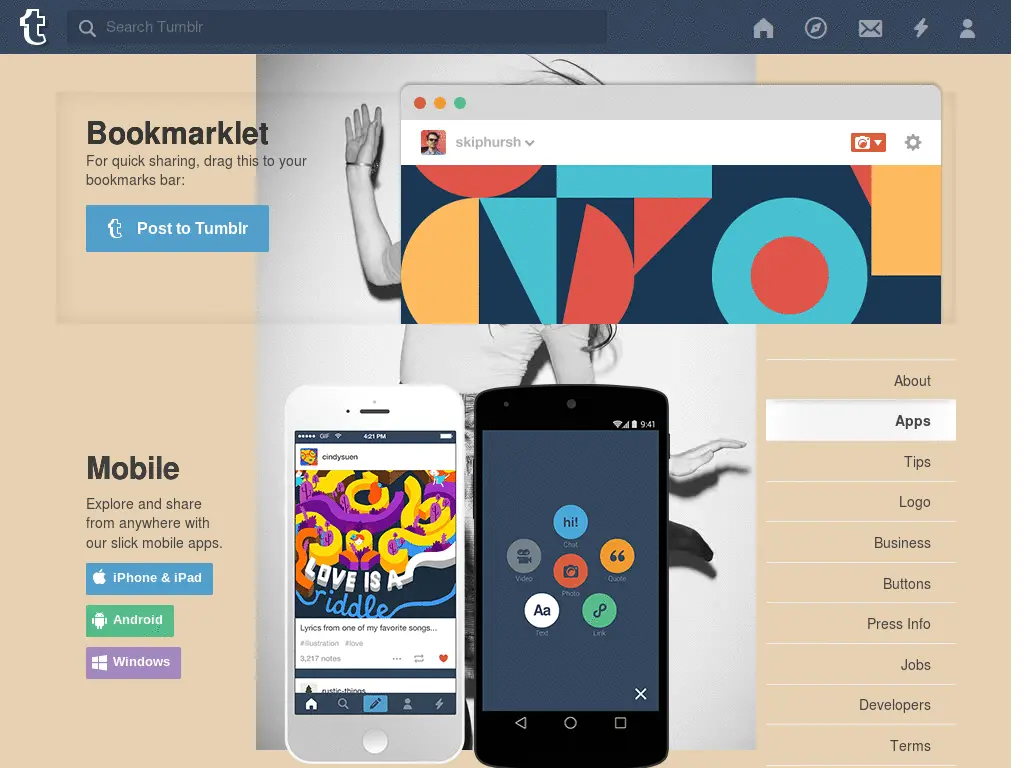 Search Tumblr
Bookmarklet
For quick sharing, drag this to your
bookmarks bar:
Post to Tumblr
skiphursh
Mobile
Explore and share
from anywhere with
our slick mobile apps.
iPhone & iPad
Android
Windows
GIF
4:21 PM
cindysuen
LOVE IS A
riddle
Lyrics from one of my favorite songs...
#illustration #love
3,217 notes
rustic-things
9:41
hi!
Chat
Video
Quote
Photo
Aa
Text
Link
About
Apps
Tips
Logo
Business
Buttons
Press Info
Jobs
Developers
Terms